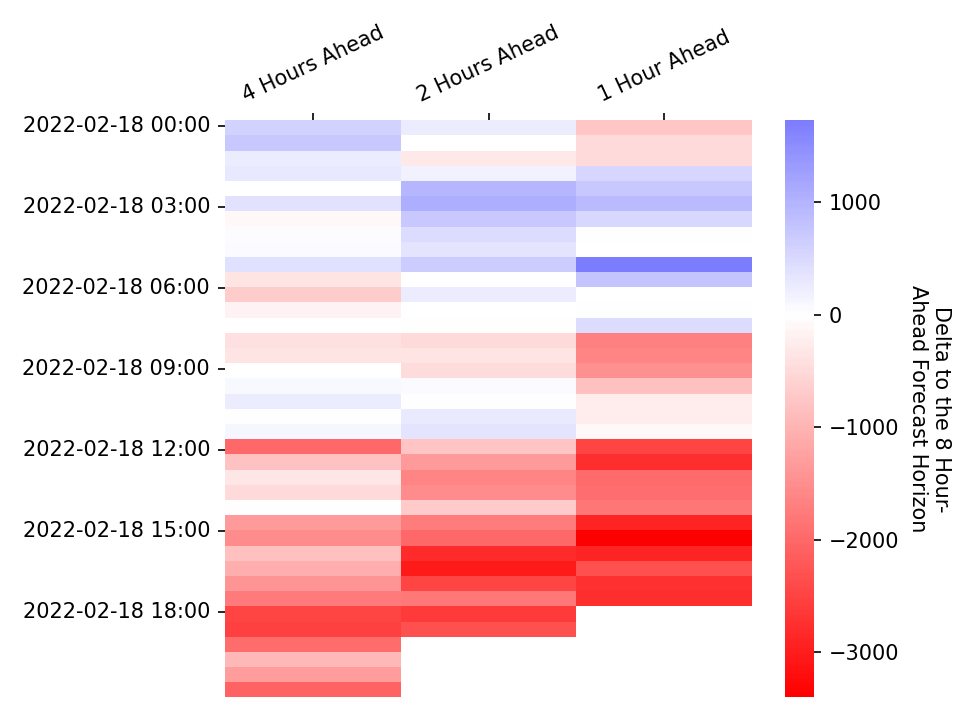 4 Hours Ahead
2 Hours Ahead
1 Hour Ahead
2022-02-18 00:00
2022-02-18 03:00
2022-02-18 06:00
2022-02-18 09:00
2022-02-18 12:00
2022-02-18 15:00
2022-02-18 18:00
1000
0
−1000
−2000
−3000
Delta to the 8 Hour-
Ahead Forecast Horizon